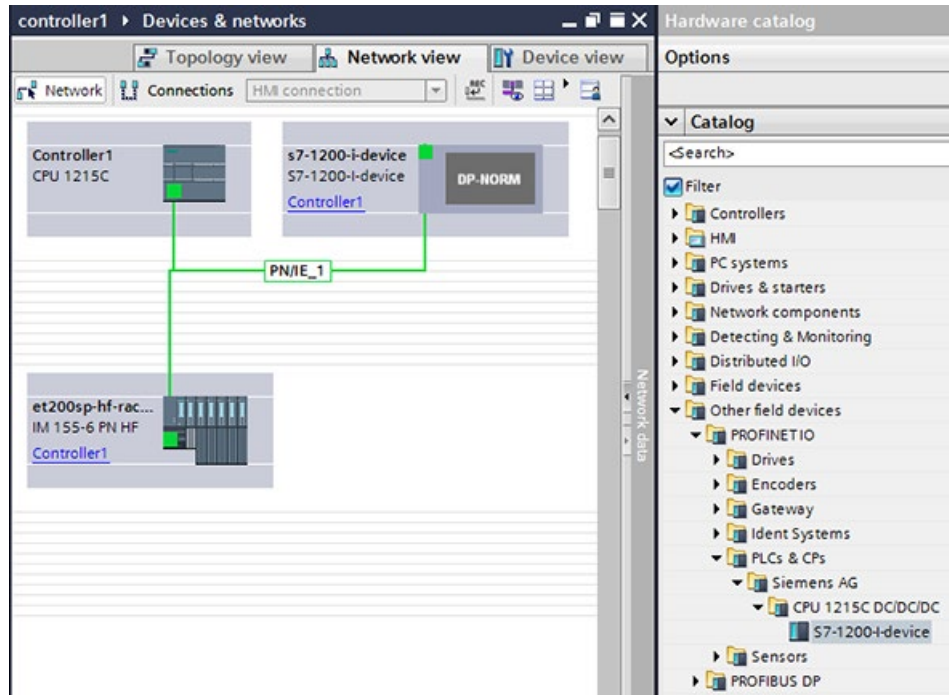 controller1 ▸ Devices & networks
Topology view
Network view
Device view
Network
Connections
HMI connection
Controller1
CPU 1215C
s7-1200-i-device
S7-1200-I-device
Controller1
DP-NORM
PN/IE_1
et200sp-hf-rac...
IM 155-6 PN HF
Controller1
Network data
Hardware catalog
Options
Catalog
<Search>
Filter
Controllers
HMI
PC systems
Drives & starters
Network components
Detecting & Monitoring
Distributed I/O
Field devices
Other field devices
PROFINET IO
Drives
Encoders
Gateway
Ident Systems
PLCs & CPs
Siemens AG
CPU 1215C DC/DC/DC
S7-1200-I-device
Sensors
PROFIBUS DP